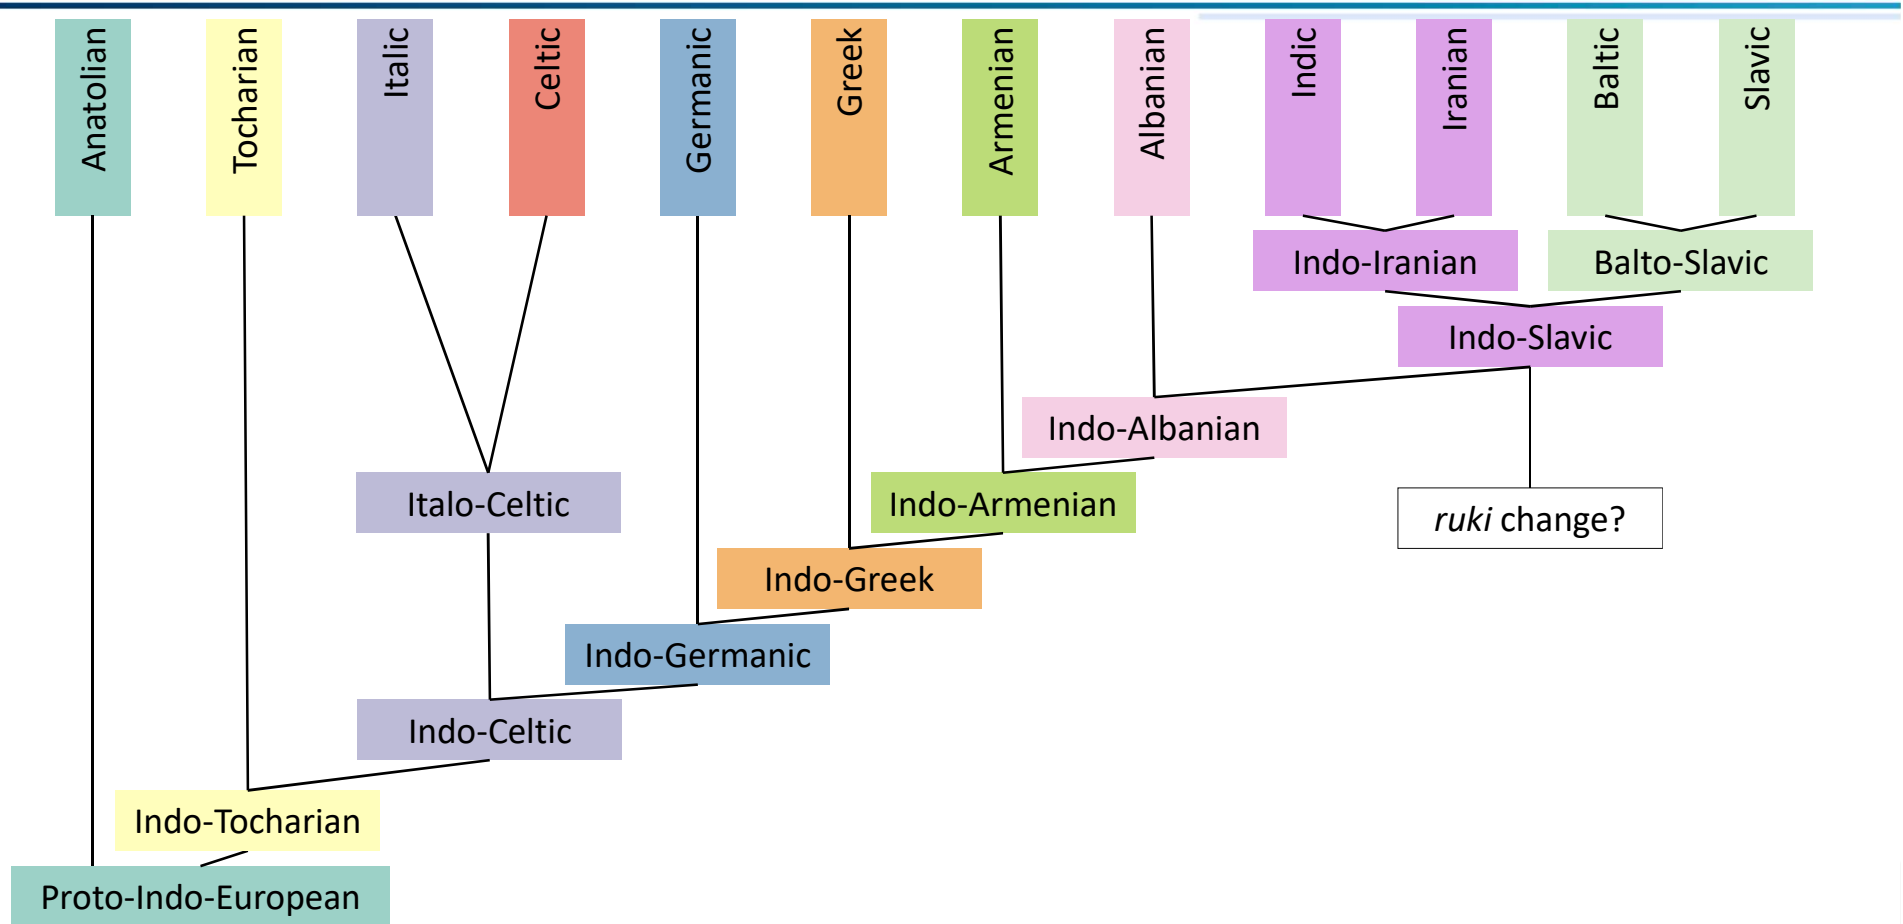 Anatolian
Tocharian
Italic
Celtic
Germanic
Greek
Armenian
Albanian
Indic
Iranian
Baltic
Slavic
Indo-Iranian
Balto-Slavic
Indo-Slavic
Indo-Albanian
Italo-Celtic
Indo-Armenian
ruki change?
Indo-Greek
Indo-Germanic
Indo-Celtic
Indo-Tocharian
Proto-Indo-European